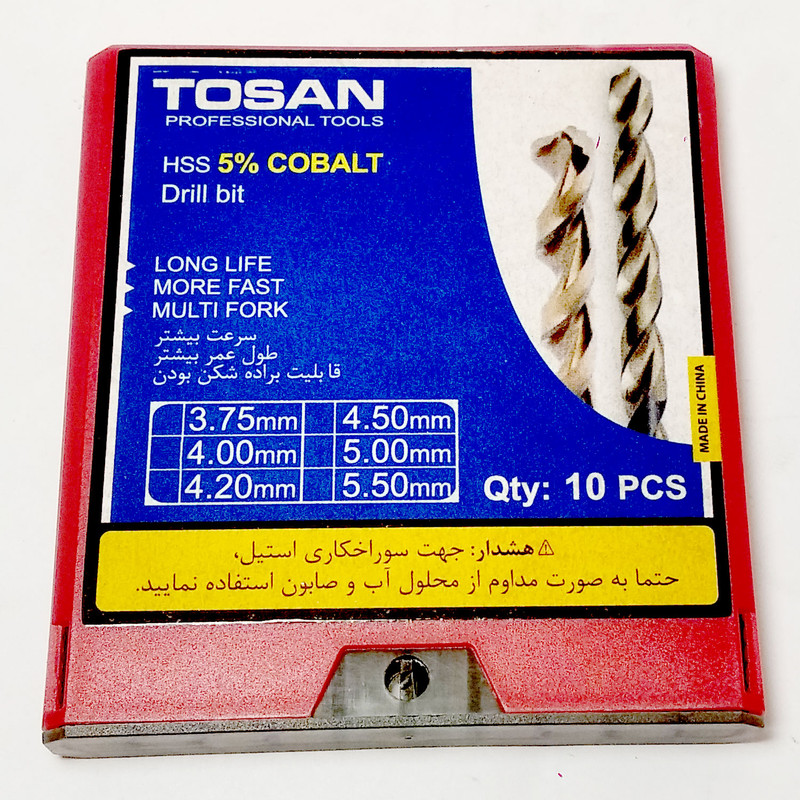 TOSAN
PROFESSIONAL TOOLS
HSS 5% COBALT
Drill bit
LONG LIFE
MORE FAST
MULTI FORK
سرعت بیشتر
طول عمر بیشتر
قابلیت براده شکن بودن
3.75mm 4.50mm
4.00mm 5.00mm
4.20mm 5.50mm
Qty: 10 PCS
MADE IN CHINA
⚠هشدار: جهت سوراخکاری استیل،
حتما به صورت مداوم از محلول آب و صابون استفاده نمایید.